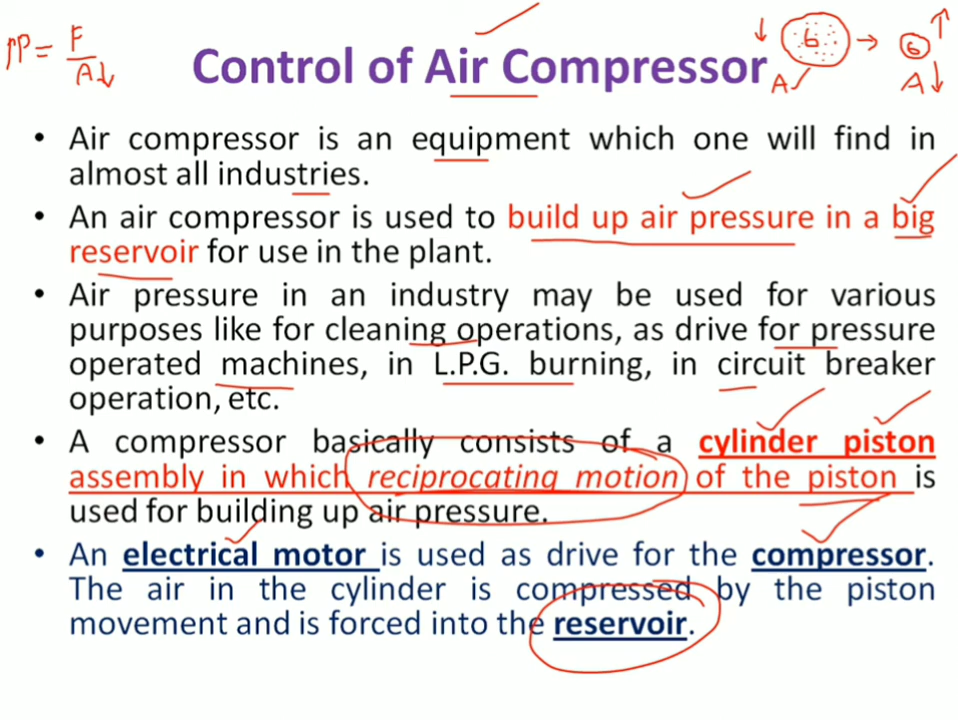 ↑P = F/A↓
Control of Air Compressor
↓ 6 → 6 ↑
A A↓
• Air compressor is an equipment which one will find in
almost all industries.
• An air compressor is used to build up air pressure in a big
reservoir for use in the plant.
• Air pressure in an industry may be used for various
purposes like for cleaning operations, as drive for pressure
operated machines, in L.P.G. burning, in circuit breaker
operation, etc.
• A compressor basically consists of a cylinder piston
assembly in which reciprocating motion of the piston is
used for building up air pressure.
• An electrical motor is used as drive for the compressor.
The air in the cylinder is compressed by the piston
movement and is forced into the reservoir.